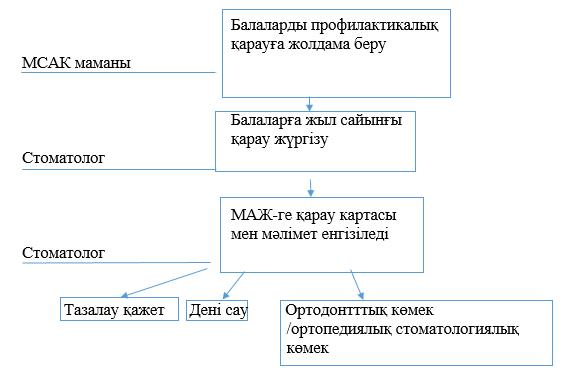 Балаларды профилактикалық
қарауға жолдама беру
МСАК маманы
Балаларға жыл сайынғы
қарау жүргізу
Стоматолог
МАЖ-ге қарау картасы
мен мәлімет енгізіледі
Стоматолог
Тазалау қажет
Дені сау
Ортодонтттық көмек
/ортопедиялық стоматологиялық
көмек